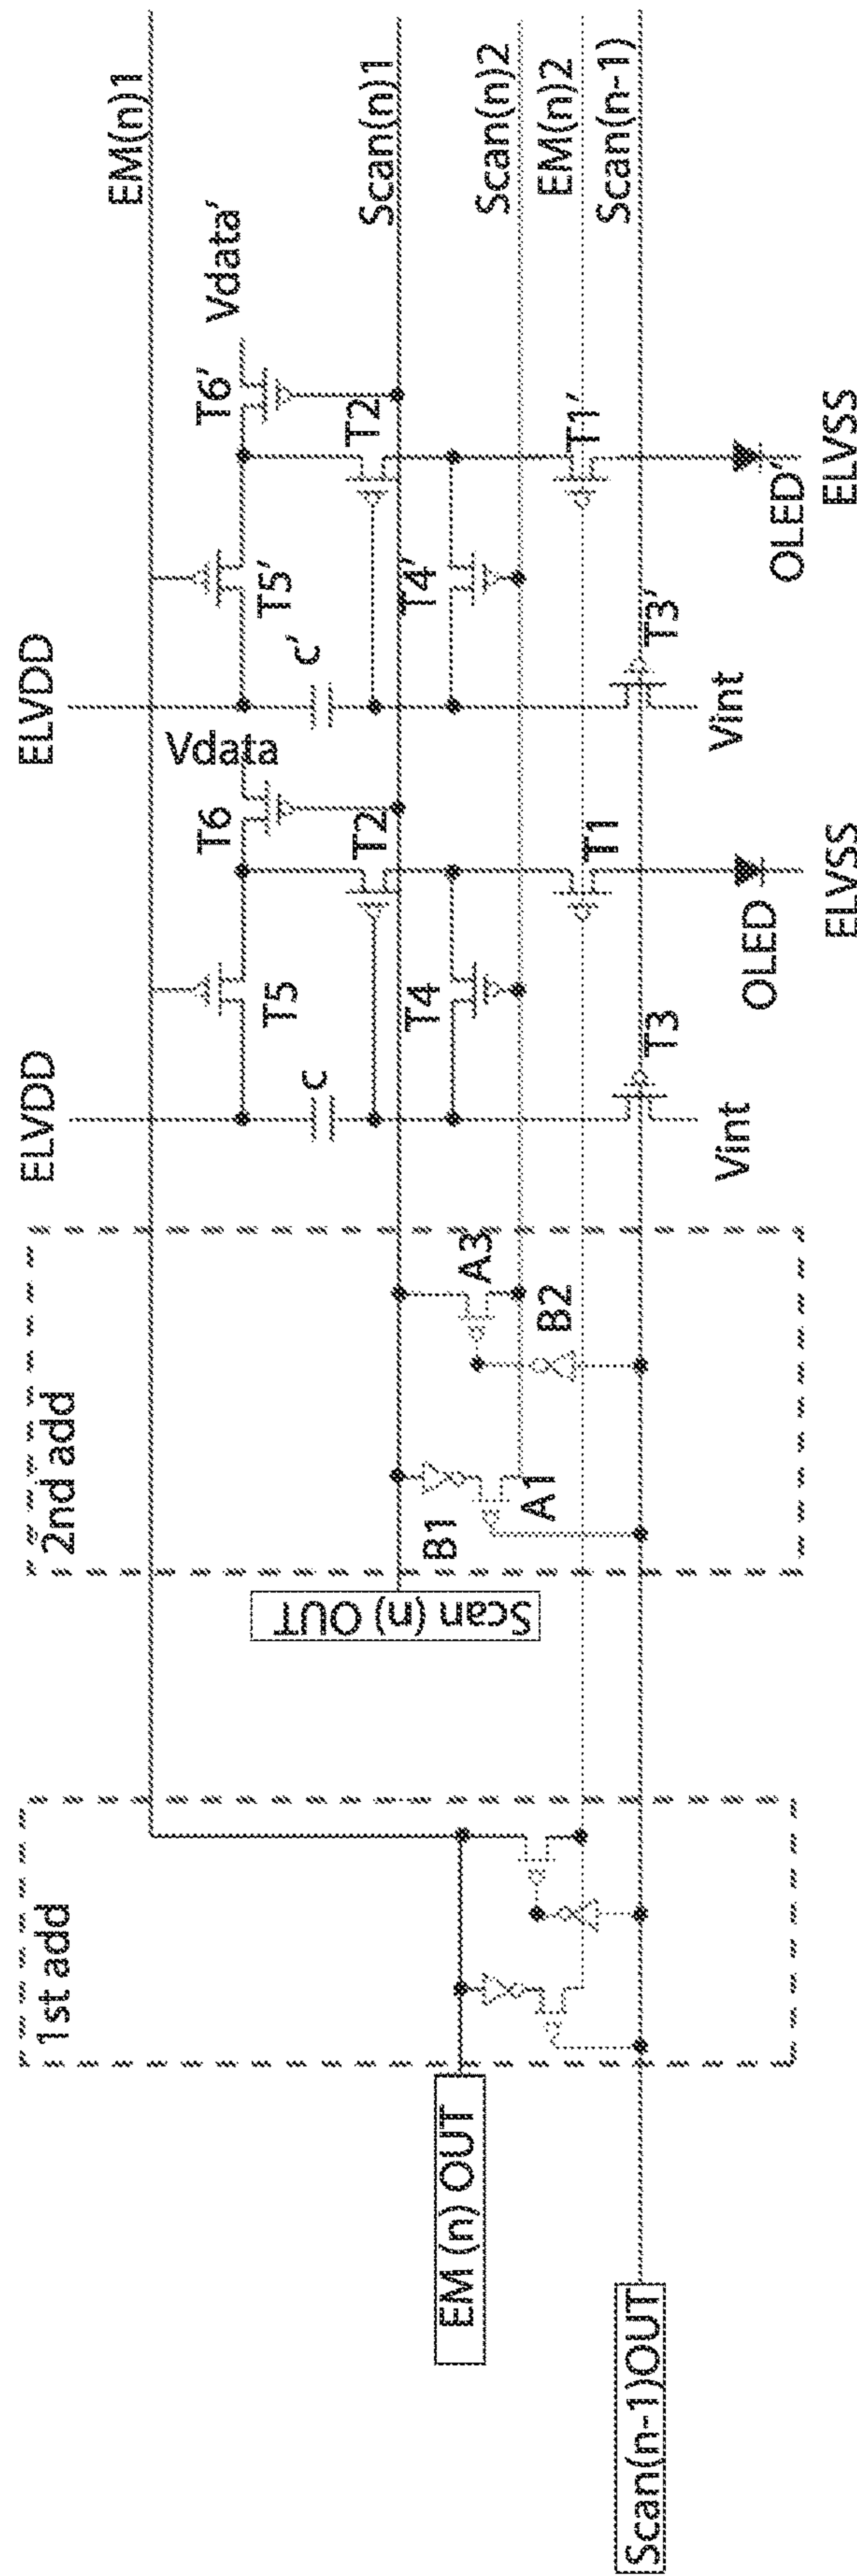 EM(n)1
Scan(n)1
Scan(n)2
EM(n)2
Scan(n-1)
Vdata'
T6'
T2
T1'
OLED'
ELVSS
T5'
T4'
T3'
ELVDD
c'
Vint
Vdata
T6
T2
T1
OLED
ELVSS
T5
T4
T3
ELVDD
c
Vint
2nd add
A3
B2
B1
A1
Scan (n) OUT
1st add
EM (n) OUT
Scan(n-1)OUT